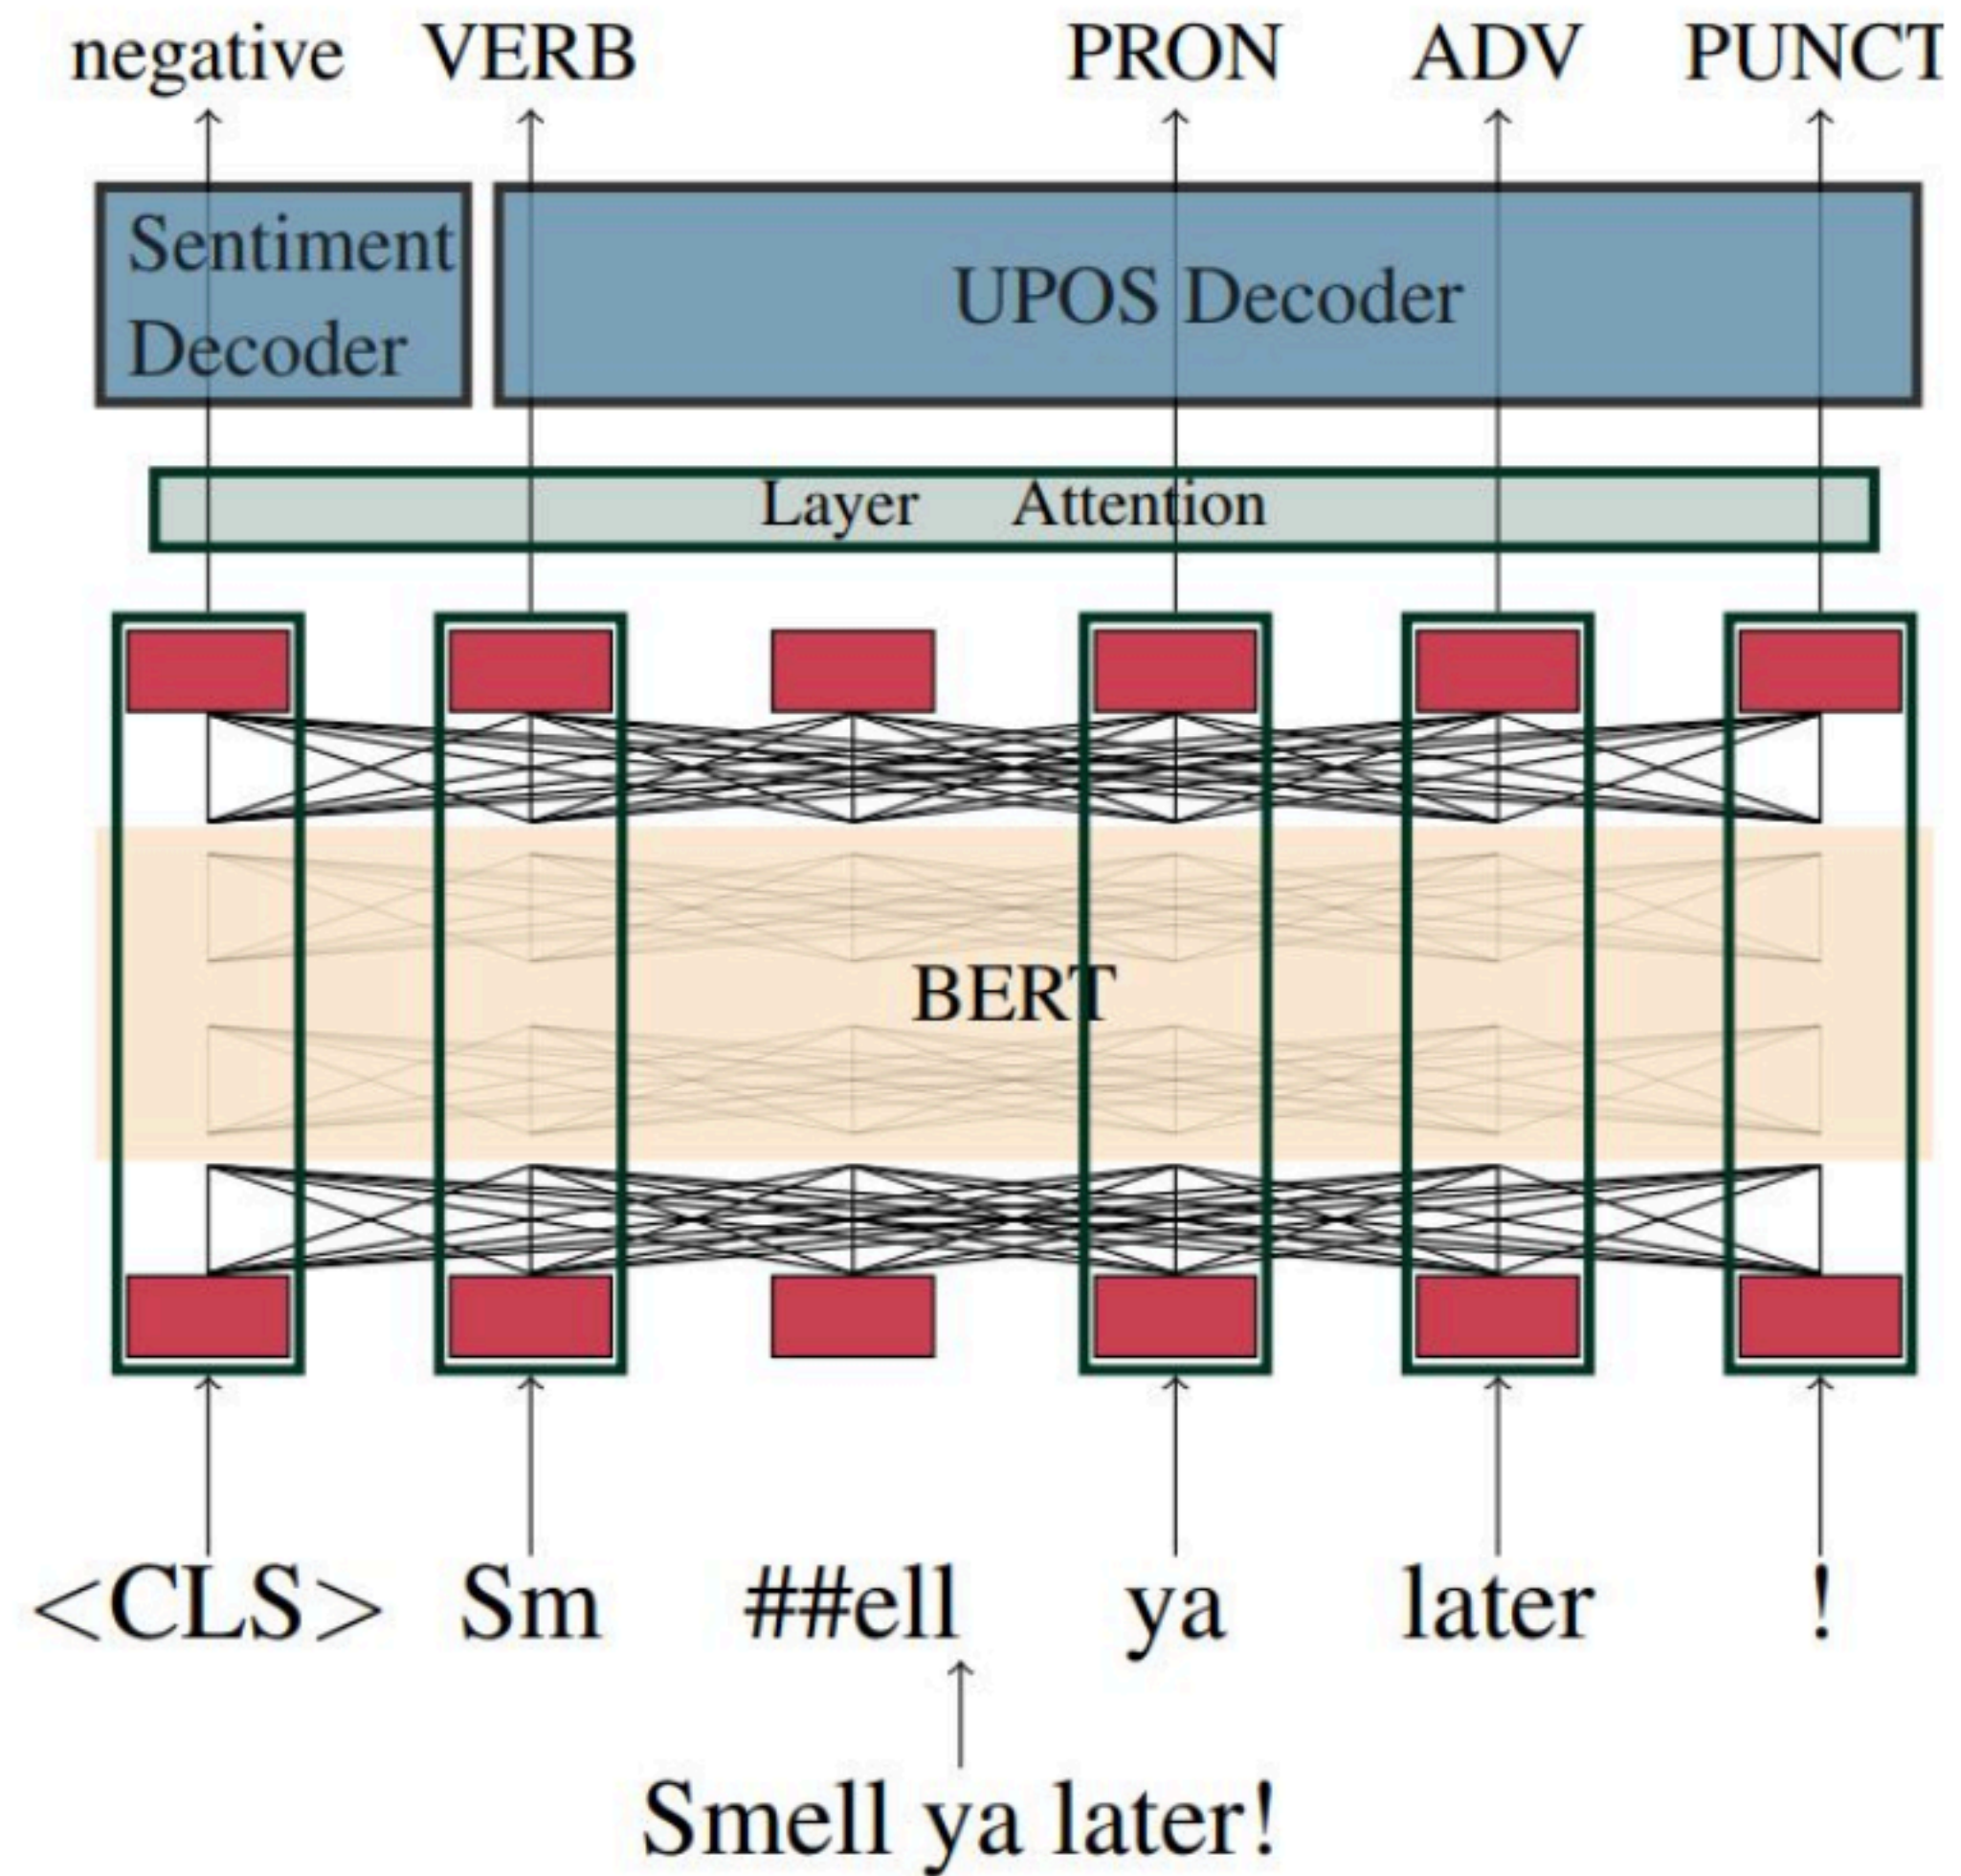 negative VERB PRON ADV PUNCT
Sentiment
Decoder
UPOS Decoder
Layer Attention
BERT
<CLS> Sm ##ell ya later !
Smell ya later!